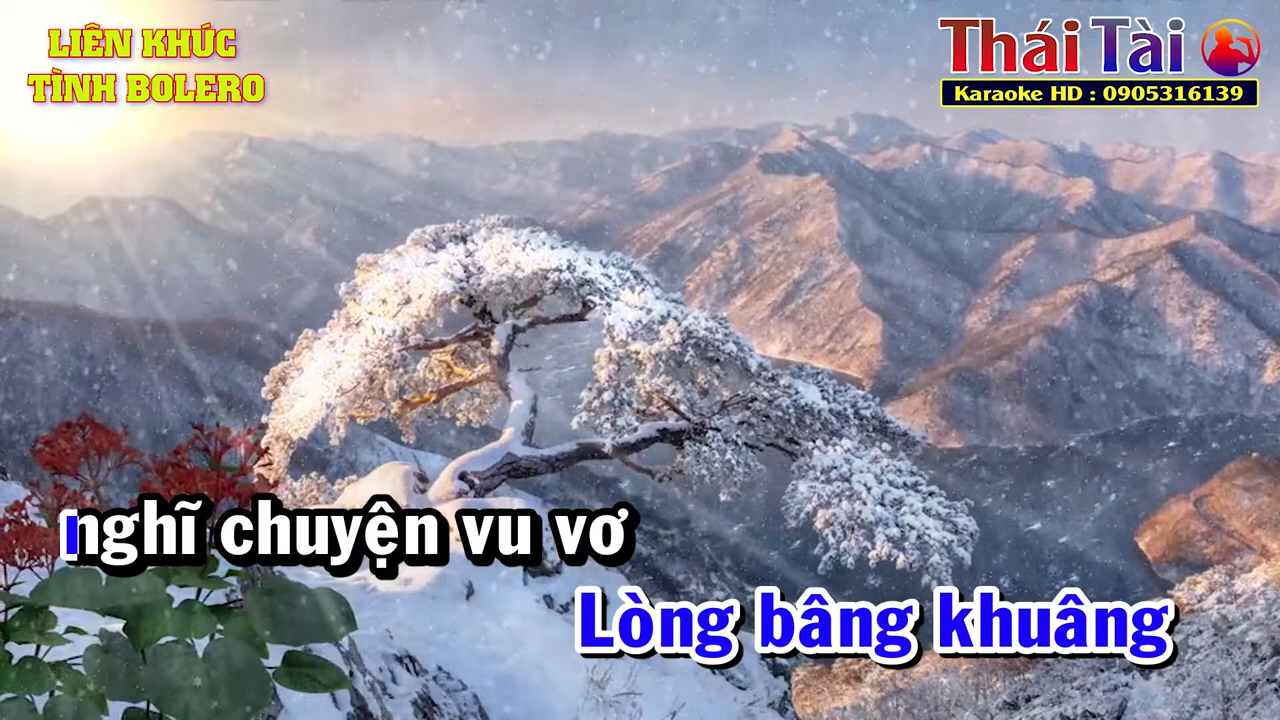 LIÊN KHÚC
TÌNH BOLERO
Thái Tài
Karaoke HD : 0905316139
nghĩ chuyện vu vơ
Lòng bâng khuâng